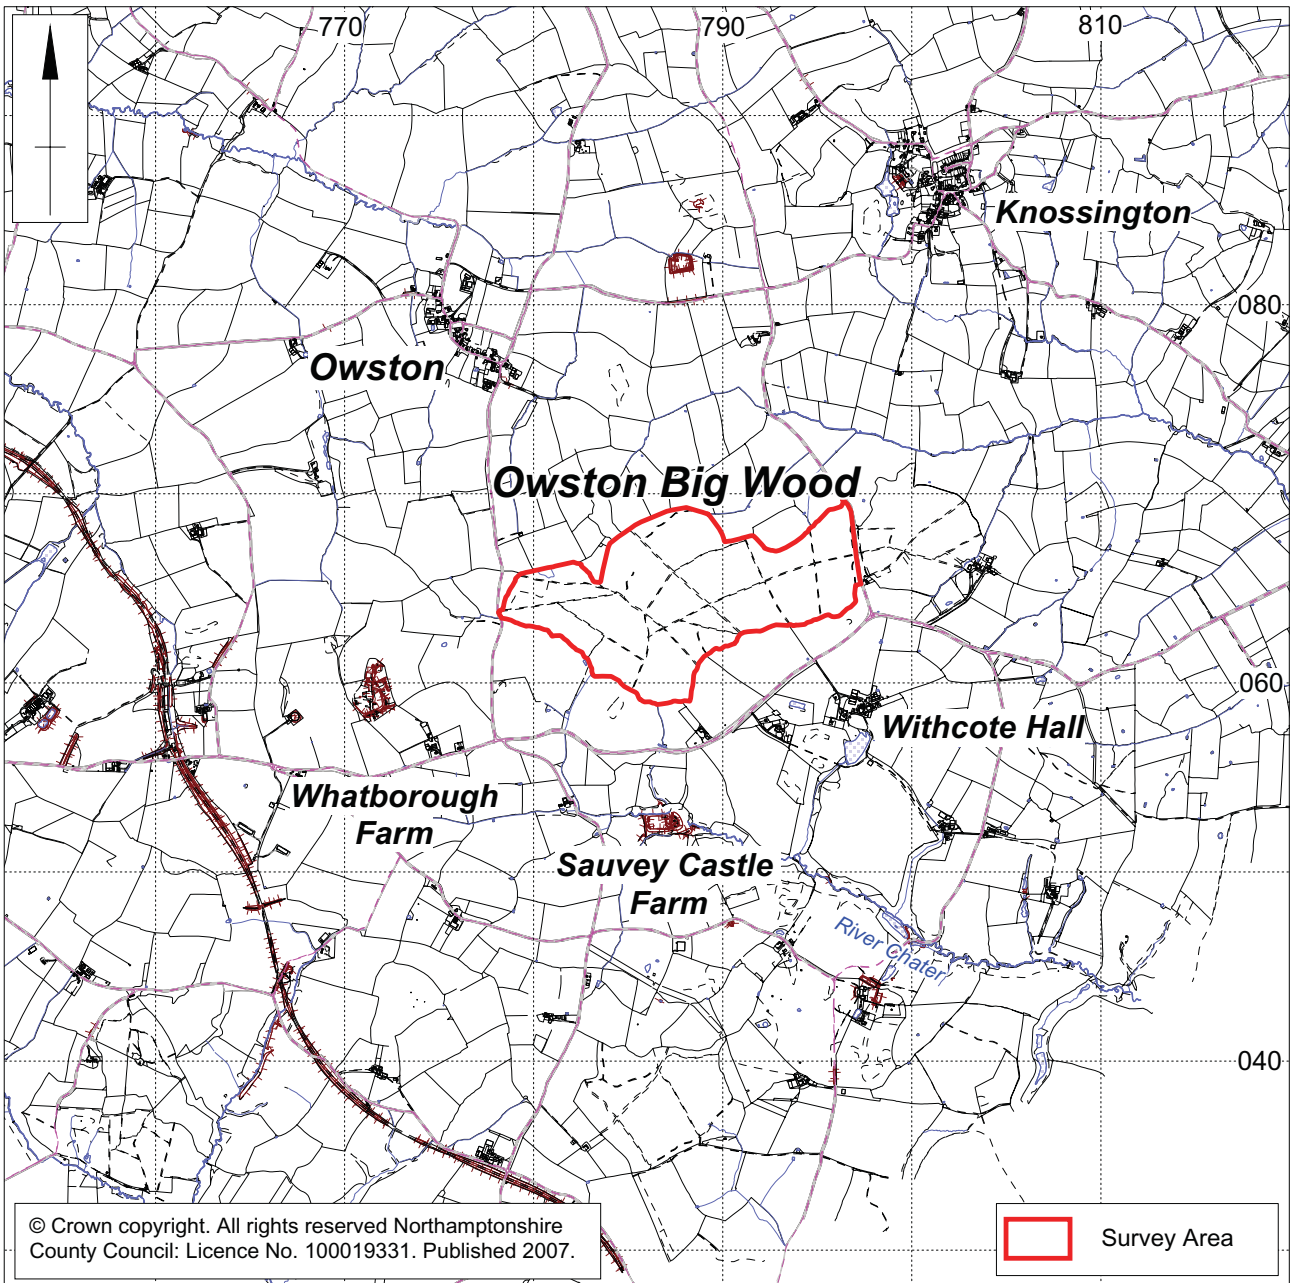 770
790
810
Knossington
080
Owston
Owston Big Wood
060
Withcote Hall
Whatborough
Farm
Sauvey Castle
Farm
River Chater
040
© Crown copyright. All rights reserved Northamptonshire
County Council: Licence No. 100019331. Published 2007.
Survey Area